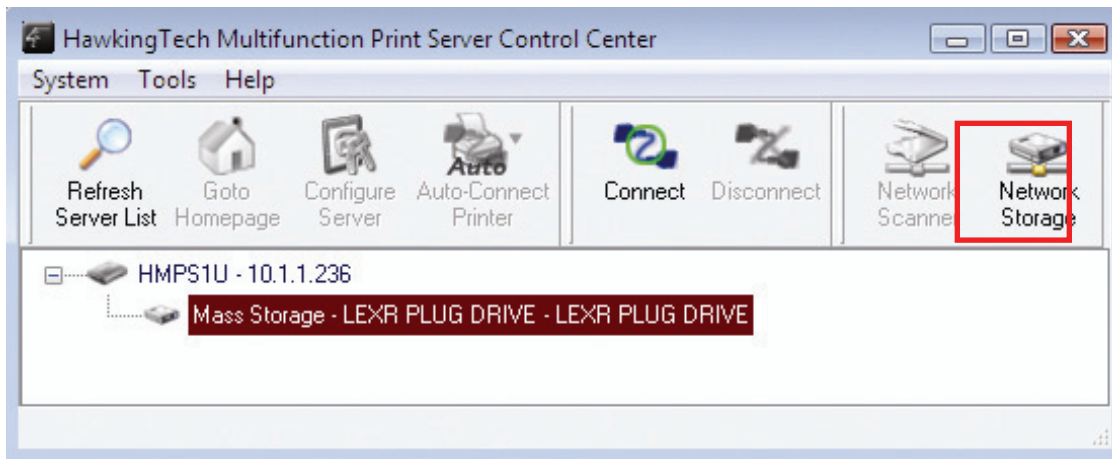 HawkingTech Multifunction Print Server Control Center
System Tools Help
Refresh Server List
Goto Homepage
Configure Server
Auto
Auto-Connect Printer
Connect
Disconnect
Network Scanner
Network Storage
HMPS1U - 10.1.1.236
Mass Storage - LEXR PLUG DRIVE - LEXR PLUG DRIVE